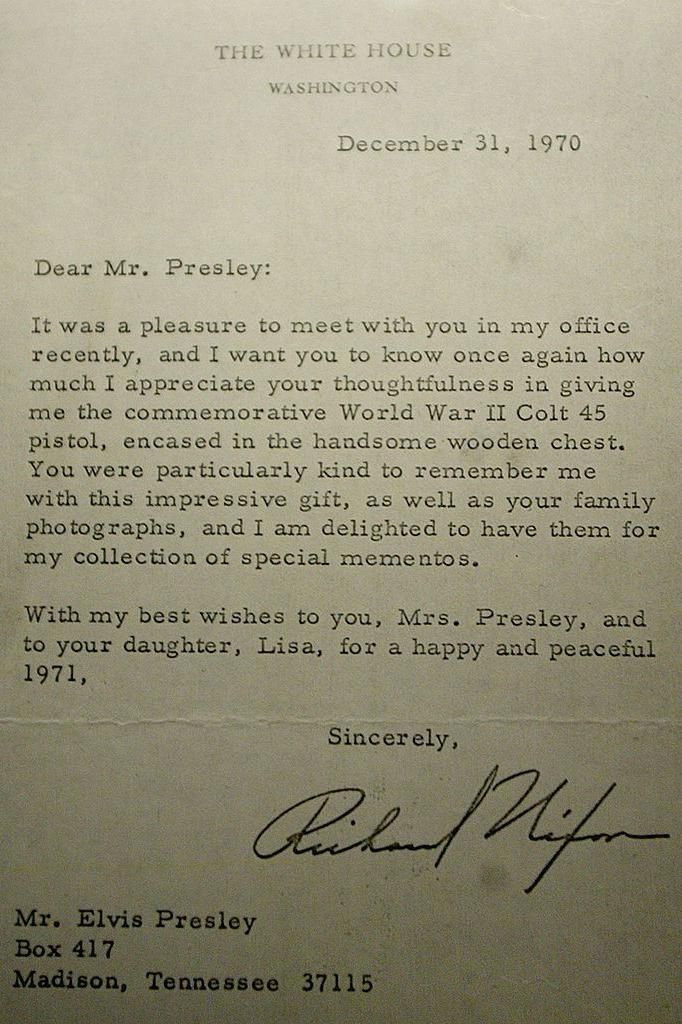 THE WHITE HOUSE
WASHINGTON
December 31, 1970
Dear Mr. Presley:
It was a pleasure to meet with you in my office
recently, and I want you to know once again how
much I appreciate your thoughtfulness in giving
me the commemorative World War II Colt 45
pistol, encased in the handsome wooden chest.
You were particularly kind to remember me
with this impressive gift, as well as your family
photographs, and I am delighted to have them for
my collection of special mementos.
With my best wishes to you, Mrs. Presley, and
to your daughter, Lisa, for a happy and peaceful
1971,
Sincerely,
Richard Nixon
Mr. Elvis Presley
Box 417
Madison, Tennessee 37115